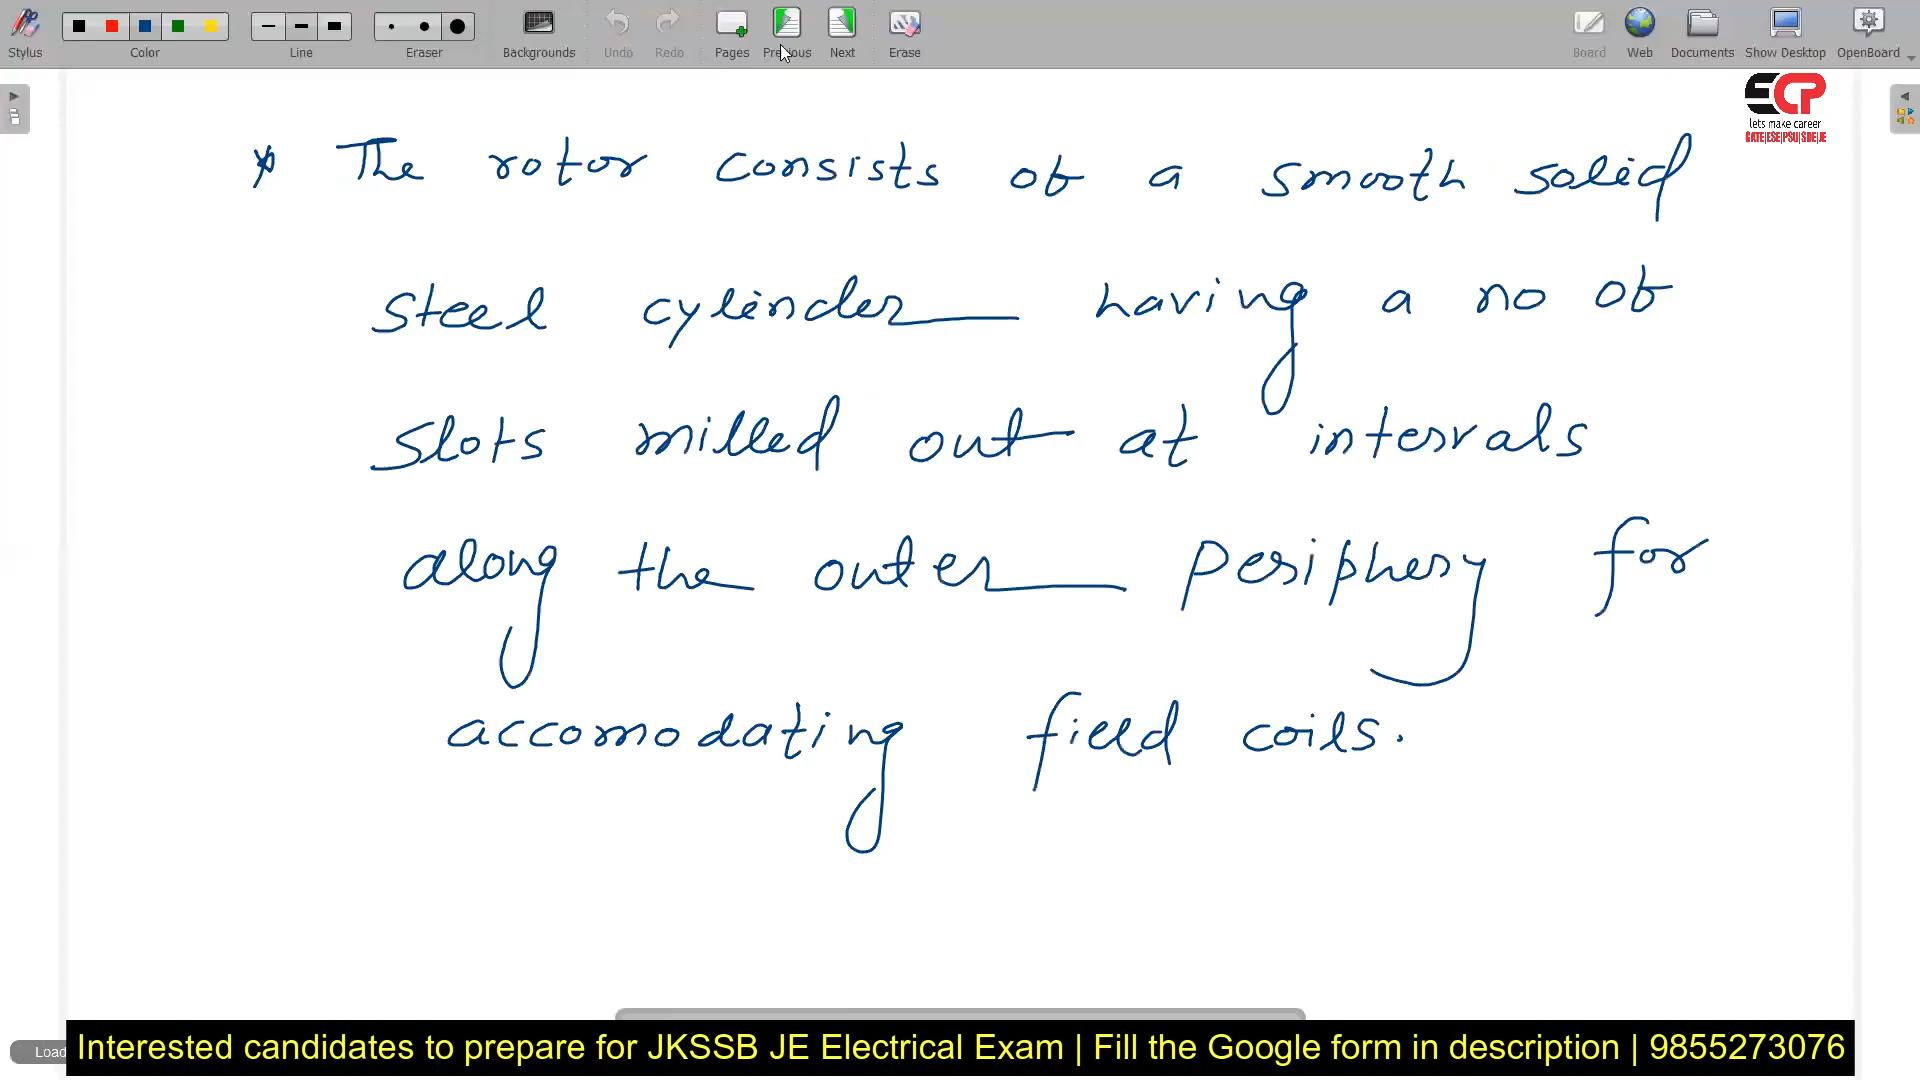 Stylus Color Line Eraser Backgrounds Undo Redo Pages Previous Next Erase Board Web Documents Show Desktop OpenBoard
ECP
lets make career
GATE|ESE|PSU|SDE|JE
* The rotor consists of a smooth solid
steel cylinder having a no of
slots milled out at intervals
along the outer periphery for
accomodating field coils.
Load
Interested candidates to prepare for JKSSB JE Electrical Exam | Fill the Google form in description | 9855273076